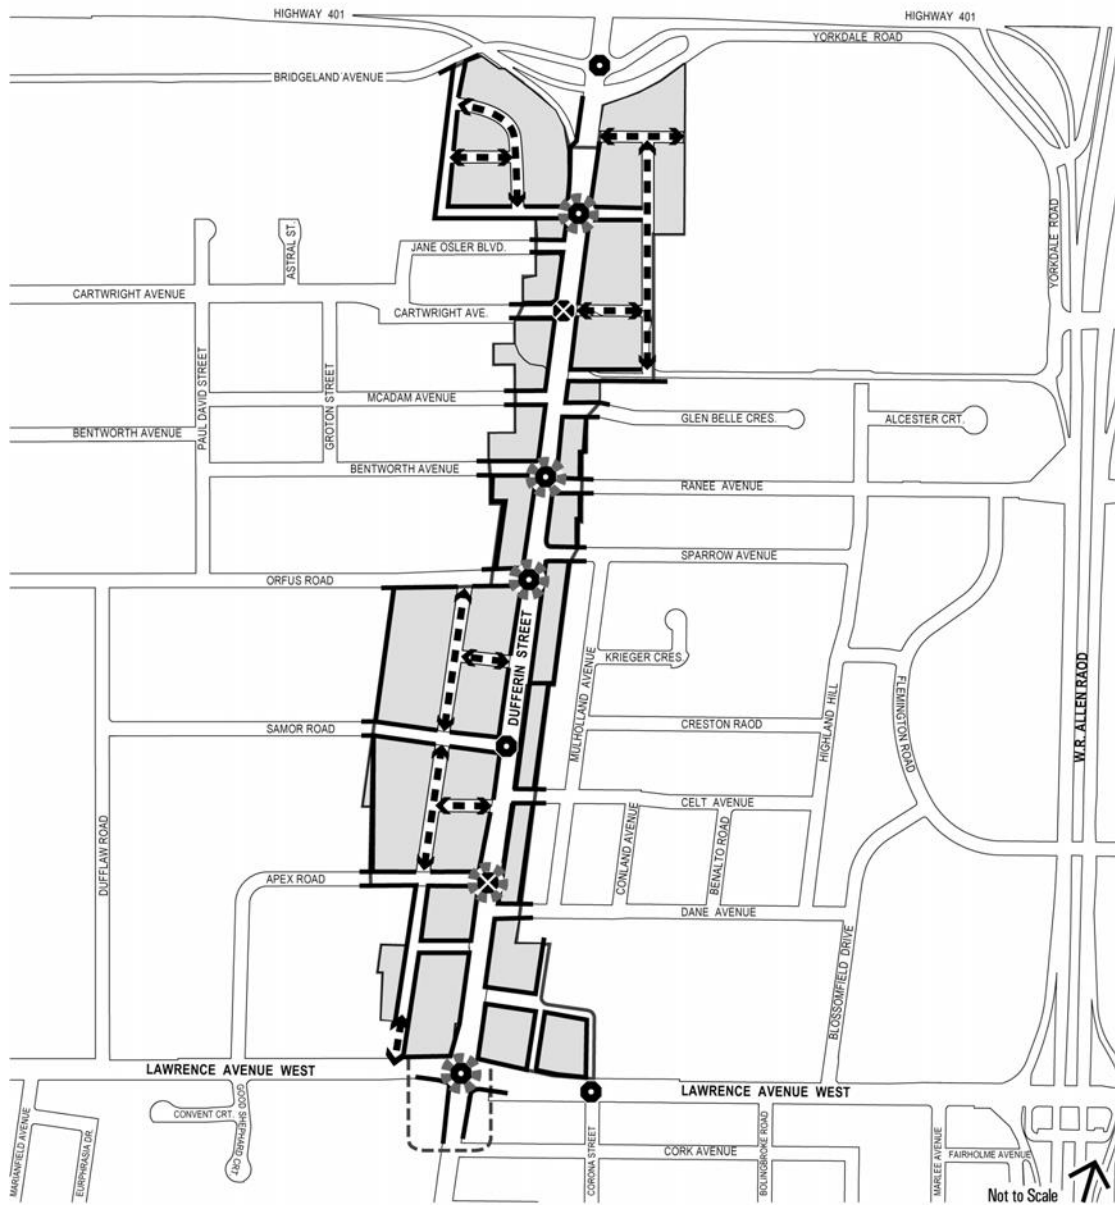 HIGHWAY 401
HIGHWAY 401
YORKDALE ROAD
BRIDGELAND AVENUE
YORKDALE ROAD
ASTRAL ST.
JANE OSLER BLVD.
CARTWRIGHT AVENUE
CARTWRIGHT AVE.
PAUL DAVID STREET
GROTON STREET
MCADAM AVENUE
GLEN BELLE CRES.
ALCESTER CRT.
BENTWORTH AVENUE
BENTWORTH AVENUE
RANEE AVENUE
SPARROW AVENUE
ORFUS ROAD
DUFFERIN STREET
MULHOLLAND AVENUE
KRIEGER CRES.
HIGHLAND HILL
FLEMINGTON ROAD
W.R. ALLEN RAOD
SAMOR ROAD
CRESTON RAOD
CELT AVENUE
DUFFLAW ROAD
CONLAND AVENUE
BENALTO ROAD
APEX ROAD
DANE AVENUE
BLOSSOMFIELD DRIVE
LAWRENCE AVENUE WEST
LAWRENCE AVENUE WEST
MARIANFIELD AVENUE
EURPHRASIA DR.
CONVENT CRT.
GOOD SHEPHARD CRT.
CORONA STREET
CORK AVENUE
BOLINGBROKE ROAD
MARLEE AVENUE
FAIRHOLME AVENUE
Not to Scale